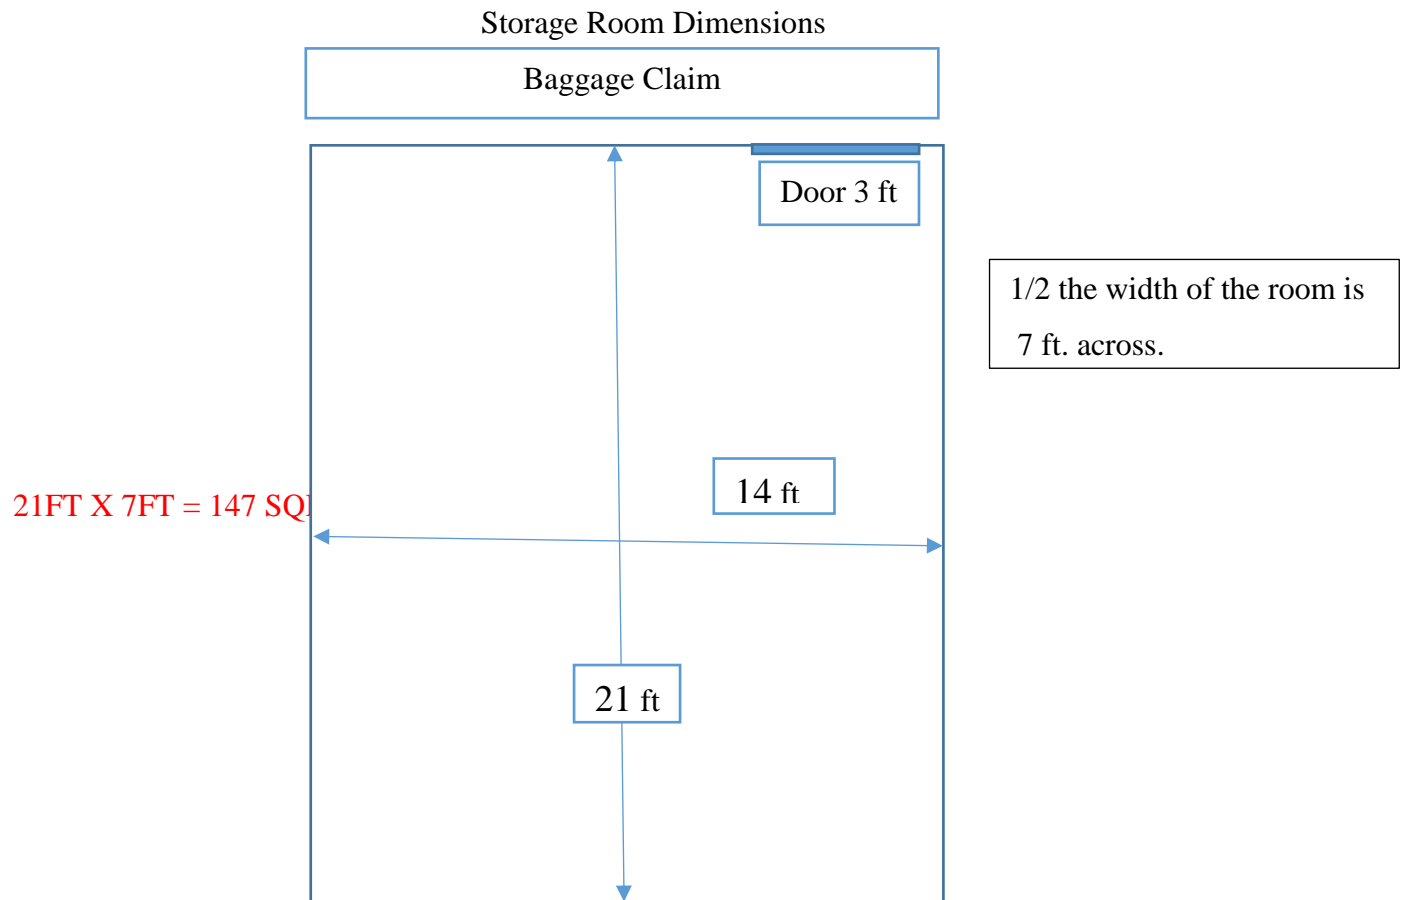 Storage Room Dimensions
Baggage Claim
Door 3 ft
1/2 the width of the room is
7 ft. across.
14 ft
21FT X 7FT = 147 SQ
21 ft